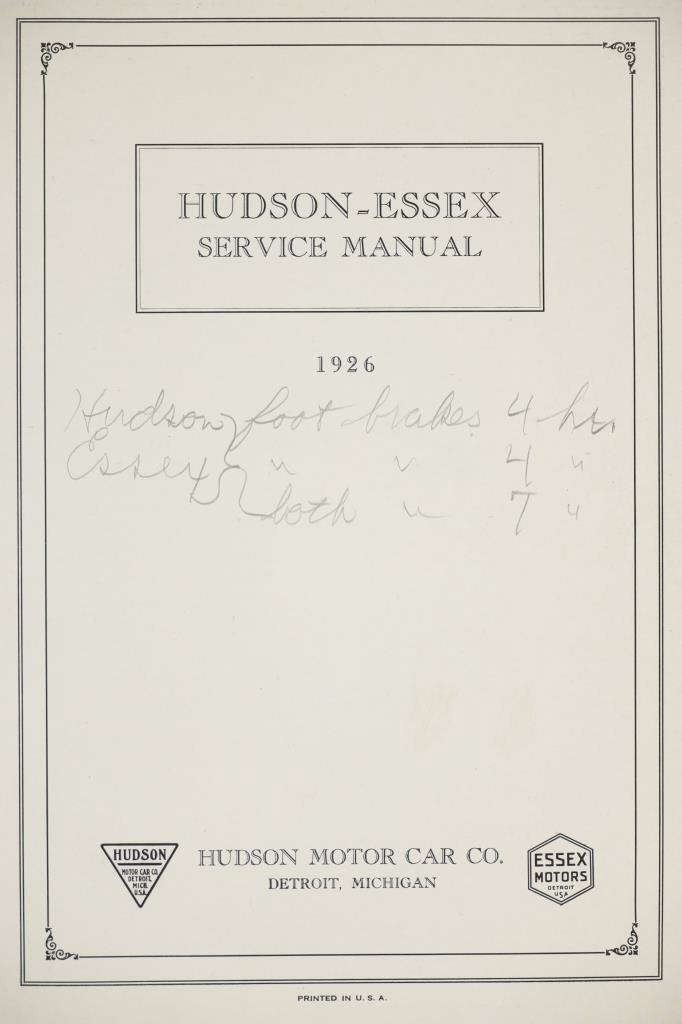 HUDSON-ESSEX
SERVICE MANUAL
1926
Hudson foot brakes 4 hrs
Essex " " 4 "
both " 7 "
HUDSON
MOTOR CAR CO.
DETROIT,
MICH.
U.S.A.
HUDSON MOTOR CAR CO.
DETROIT, MICHIGAN
ESSEX
MOTORS
DETROIT
USA
PRINTED IN U. S. A.